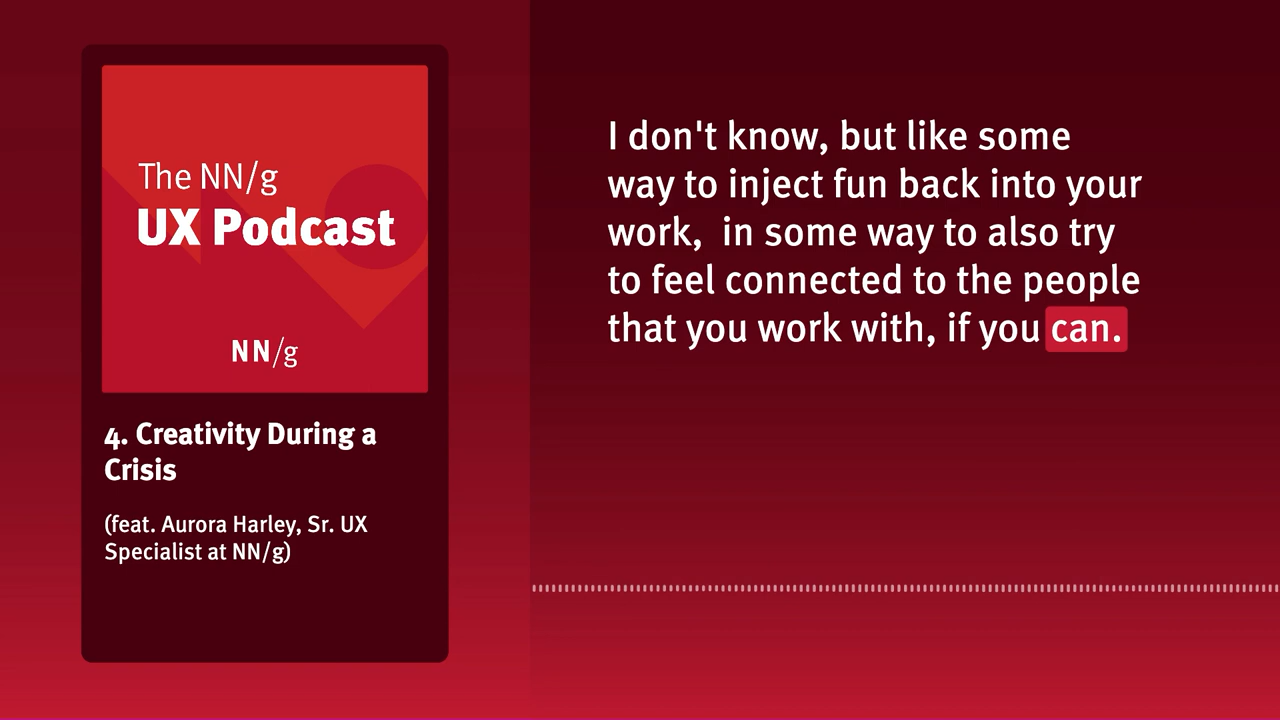 The NN/g
UX Podcast
NN/g
4. Creativity During a
Crisis
(feat. Aurora Harley, Sr. UX
Specialist at NN/g)
I don't know, but like some
way to inject fun back into your
work,  in some way to also try
to feel connected to the people
that you work with, if you can.